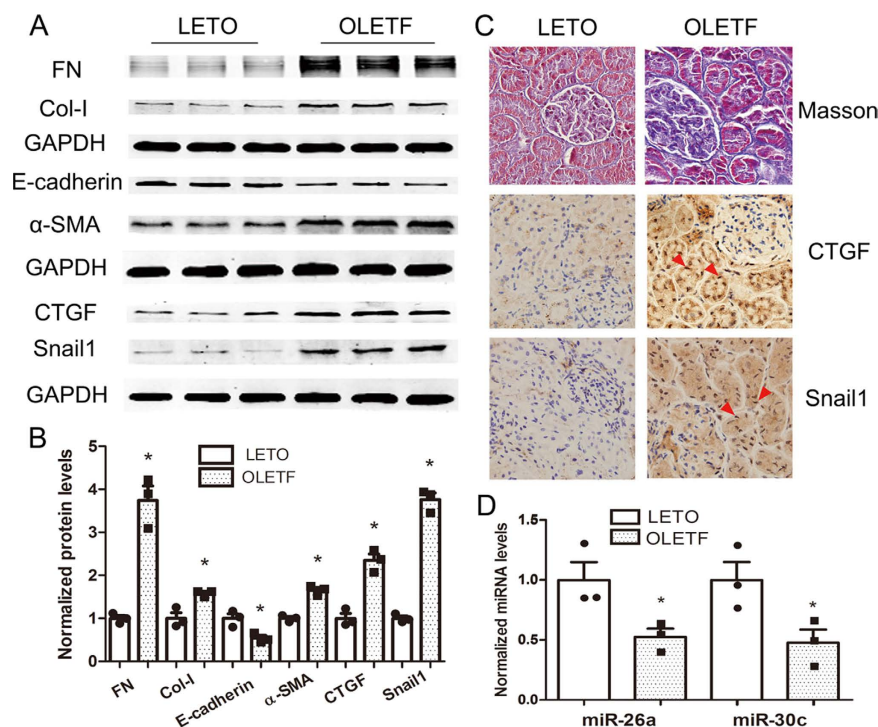 A
LETO OLETF
FN
Col-I
GAPDH
E-cadherin
α-SMA
GAPDH
CTGF
Snail1
GAPDH
B
Normalized protein levels
5
4
3
2
1
0
LETO
OLETF
* * * * * *
FN Col-I E-cadherin α-SMA CTGF Snail1
C
LETO OLETF
Masson
CTGF
Snail1
D
Normalized miRNA levels
1.5
1.0
0.5
0.0
LETO
OLETF
* *
miR-26a miR-30c